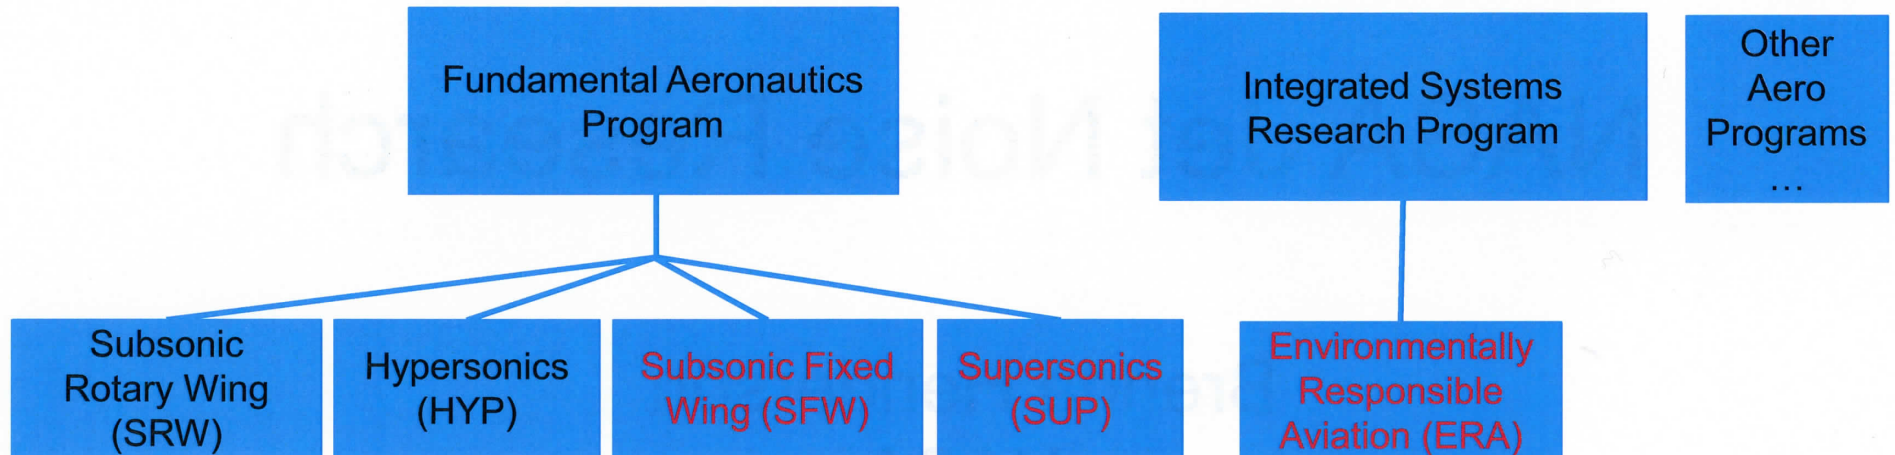 Fundamental Aeronautics
Program
Integrated Systems
Research Program
Other
Aero
Programs
...
Subsonic
Rotary Wing
(SRW)
Hypersonics
(HYP)
Subsonic Fixed
Wing (SFW)
Supersonics
(SUP)
Environmentally
Responsible
Aviation (ERA)